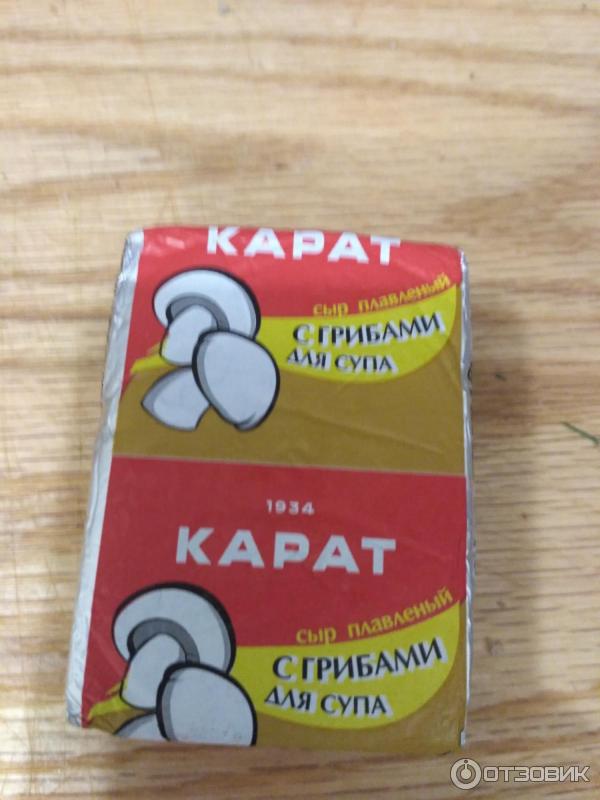 КАРАТ
сыр плавленый
С ГРИБАМИ
ДЛЯ СУПА
1934
КАРАТ
сыр плавленый
С ГРИБАМИ
ДЛЯ СУПА
ОТЗОВИК